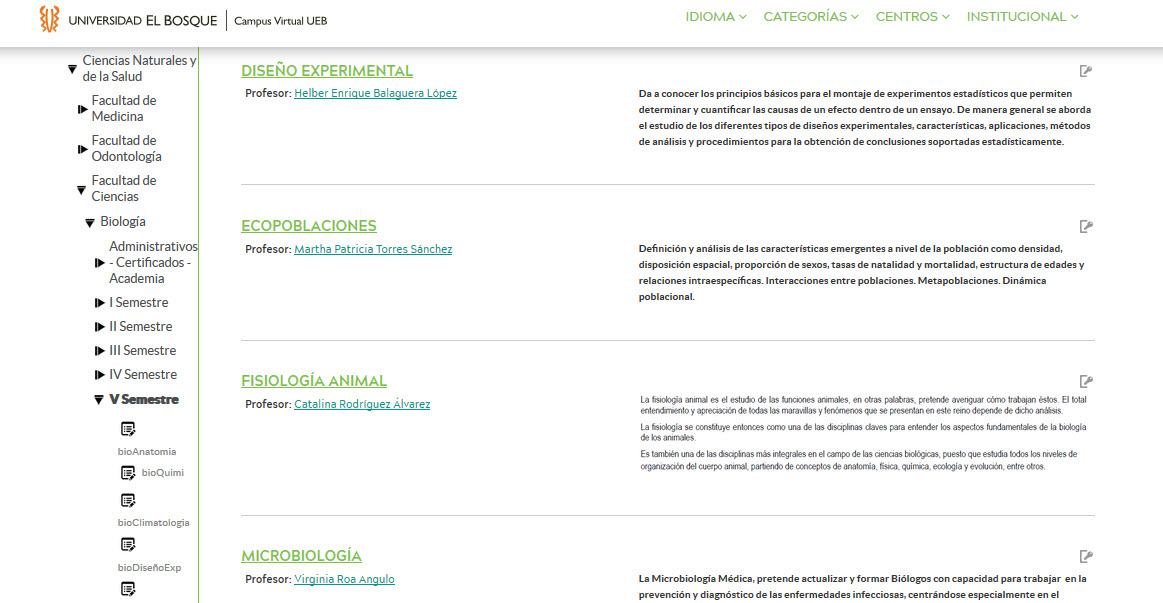 UNIVERSIDAD EL BOSQUE | Campus Virtual UEB
IDIOMA CATEGORÍAS CENTROS INSTITUCIONAL
Ciencias Naturales y
de la Salud
Facultad de
Medicina
Facultad de
Odontología
Facultad de
Ciencias
Biología
Administrativos
- Certificados -
Academia
I Semestre
II Semestre
III Semestre
IV Semestre
V Semestre
bioAnatomia
bioQuimi
bioClimatologia
bioDiseñoExp
DISEÑO EXPERIMENTAL
Profesor: Helber Enrique Balaguera López
Da a conocer los principios básicos para el montaje de experimentos estadísticos que permiten
determinar y cuantificar las causas de un efecto dentro de un ensayo. De manera general se aborda
el estudio de los diferentes tipos de diseños experimentales, características, aplicaciones, métodos
de análisis y procedimientos para la obtención de conclusiones soportadas estadísticamente.
ECOPOBLACIONES
Profesor: Martha Patricia Torres Sánchez
Definición y análisis de las características emergentes a nivel de la población como densidad,
disposición espacial, proporción de sexos, tasas de natalidad y mortalidad, estructura de edades y
relaciones intraespecíficas. Interacciones entre poblaciones. Metapoblaciones. Dinámica
poblacional.
FISIOLOGÍA ANIMAL
Profesor: Catalina Rodríguez Álvarez
La fisiología animal es el estudio de las funciones animales, en otras palabras, pretende averiguar cómo trabajan éstos. El total
entendimiento y apreciación de todas las maravillas y fenómenos que se presentan en este reino depende de dicho análisis.
La fisiología se constituye entonces como una de las disciplinas claves para entender los aspectos fundamentales de la biología
de los animales.
Es también una de las disciplinas más integrales en el campo de las ciencias biológicas, puesto que estudia todos los niveles de
organización del cuerpo animal, partiendo de conceptos de anatomía, física, química, ecología y evolución, entre otros.
MICROBIOLOGÍA
Profesor: Virginia Roa Angulo
La Microbiología Médica, pretende actualizar y formar Biólogos con capacidad para trabajar en la
prevención y diagnóstico de las enfermedades infecciosas, centrándose especialmente en el